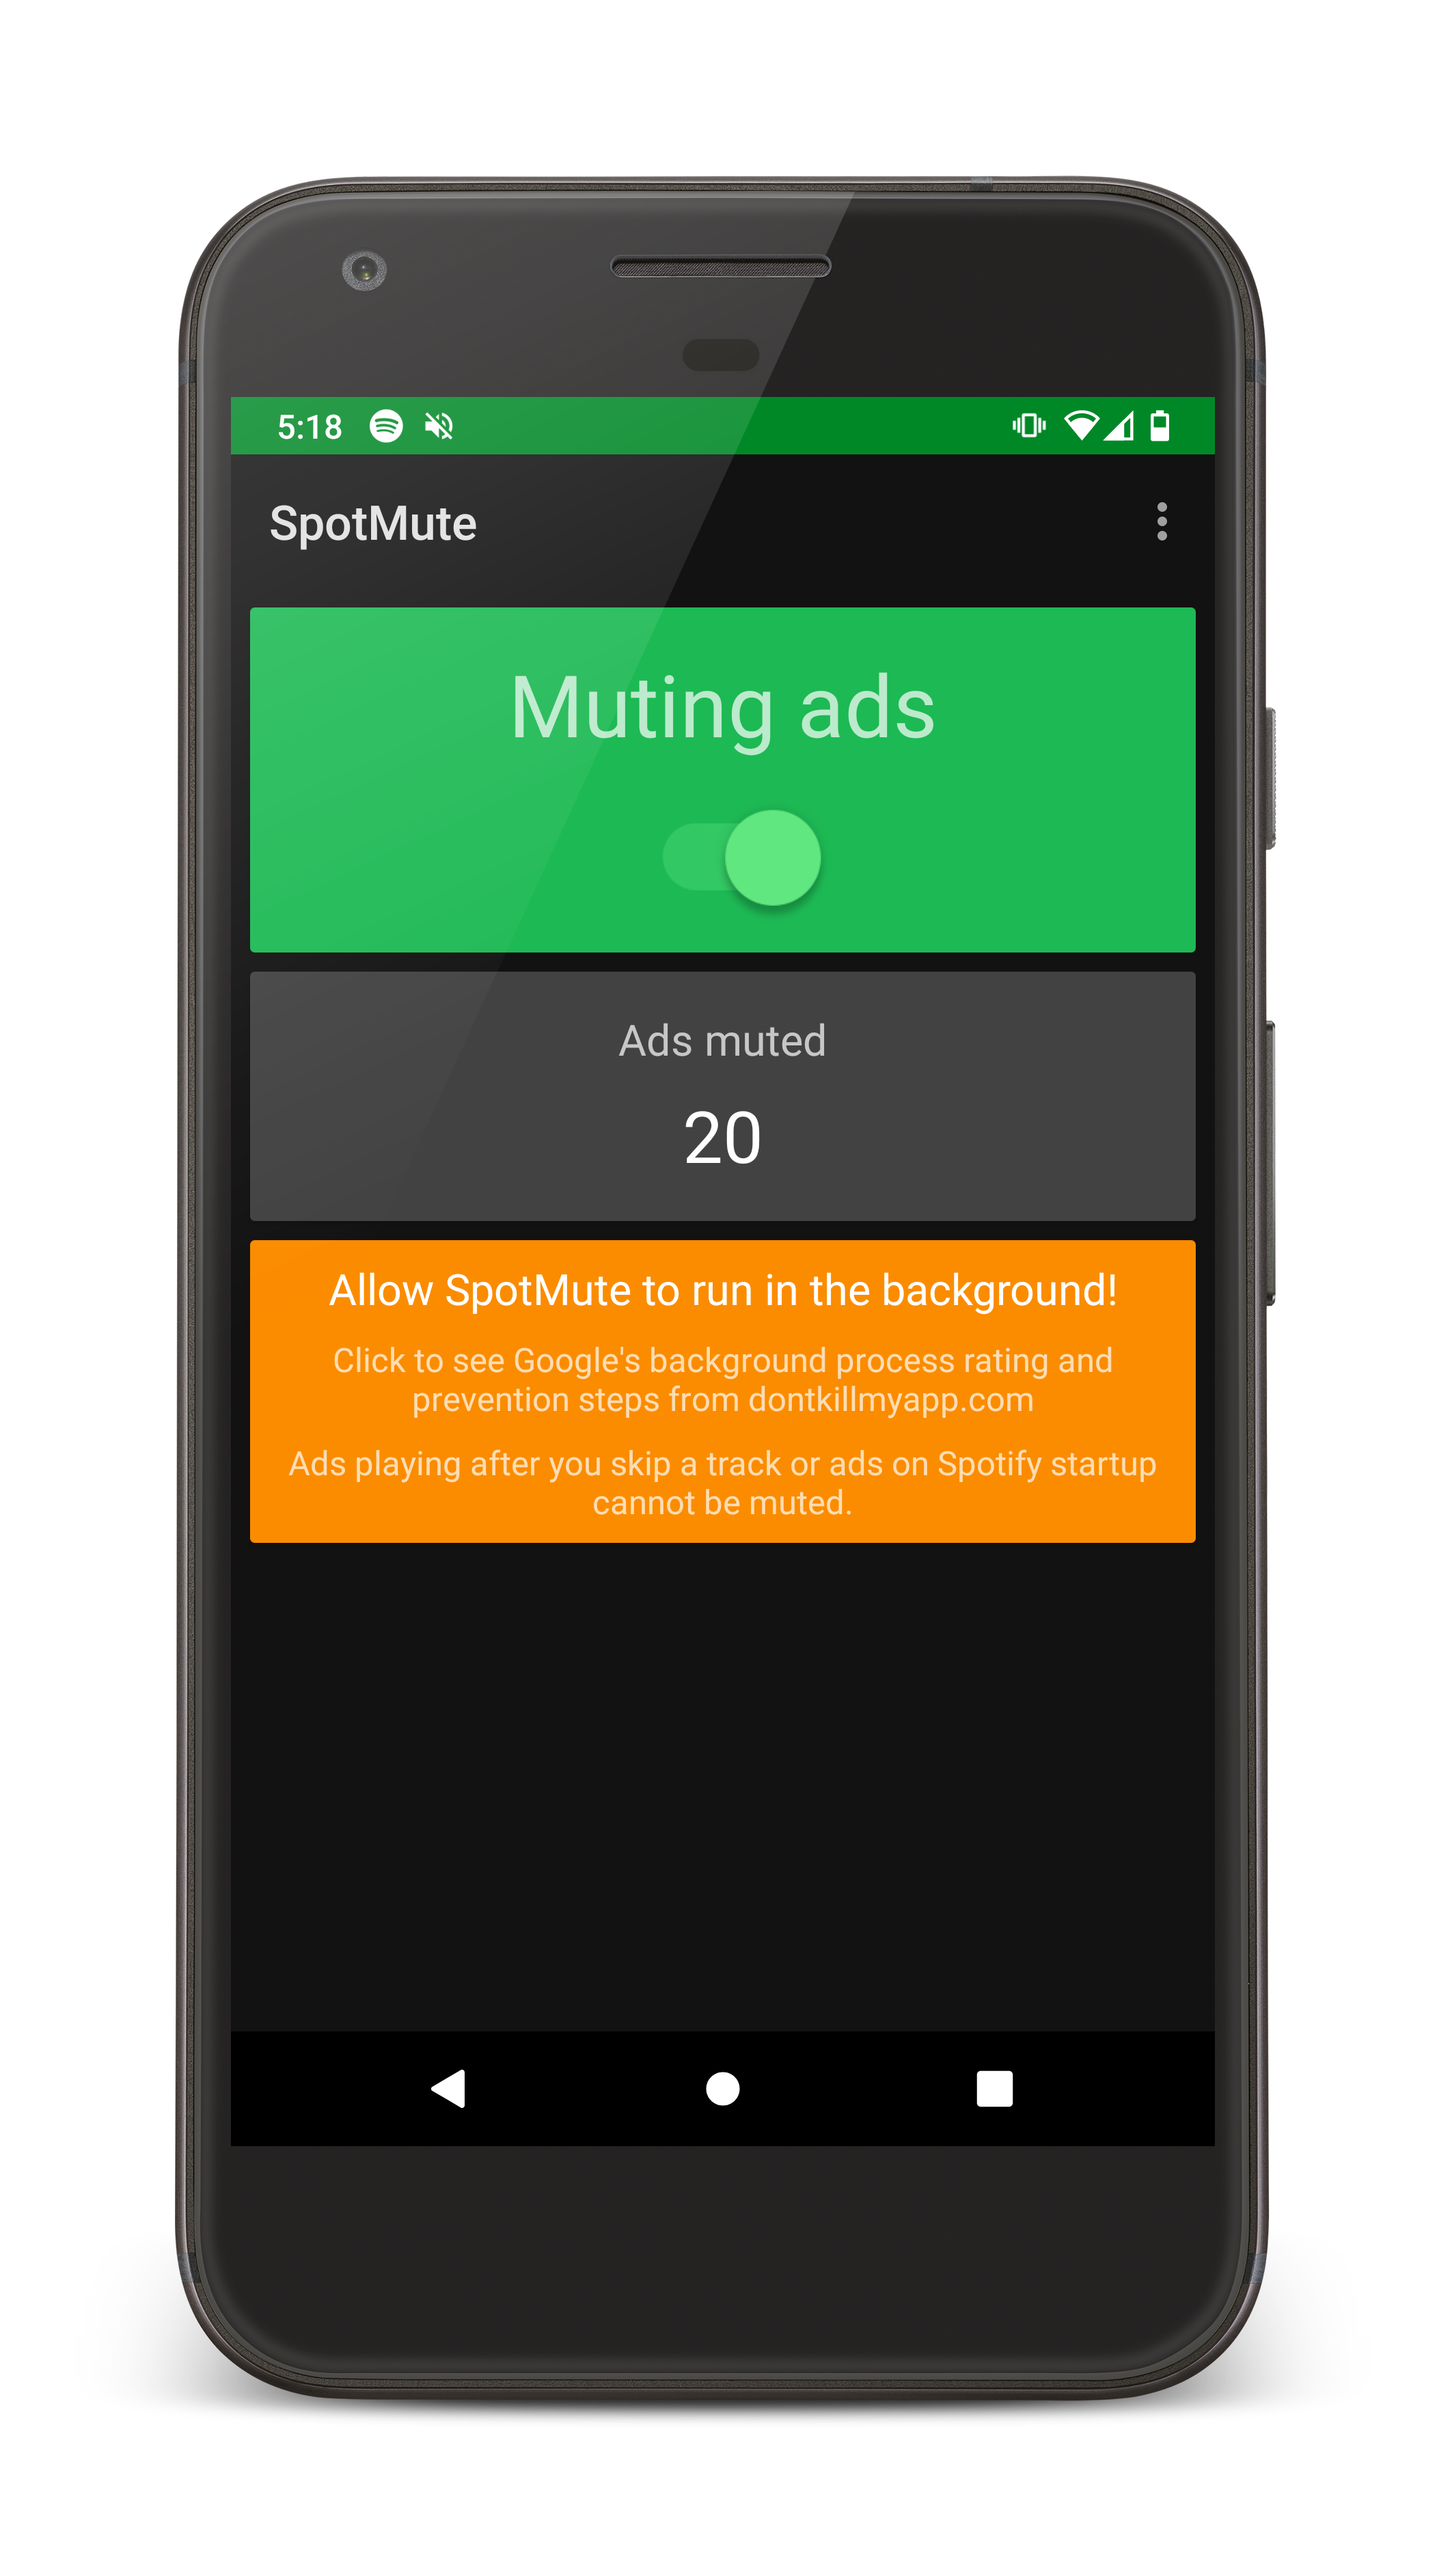 5:18
SpotMute
Muting ads
Ads muted
20
Allow SpotMute to run in the background!
Click to see Google's background process rating and
prevention steps from dontkillmyapp.com
Ads playing after you skip a track or ads on Spotify startup
cannot be muted.